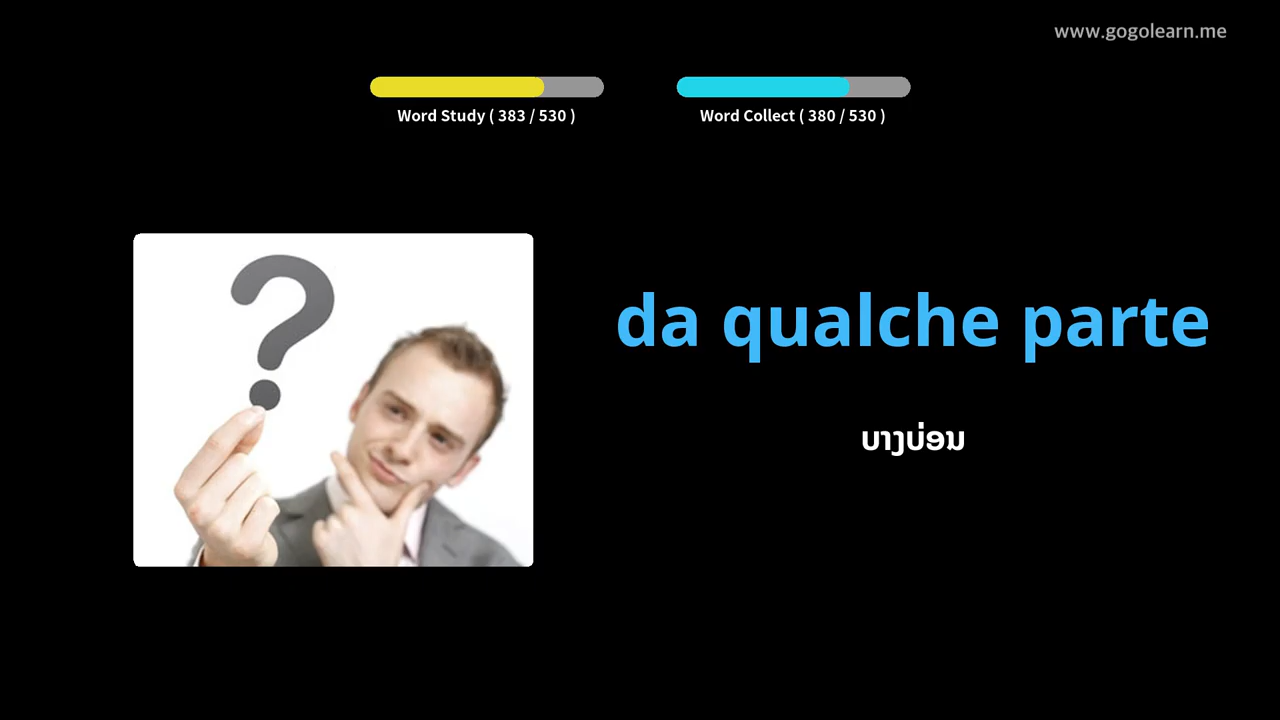 www.gogolearn.me
Word Study ( 383 / 530 )
Word Collect ( 380 / 530 )
da qualche parte
ບາງບ່ອນ